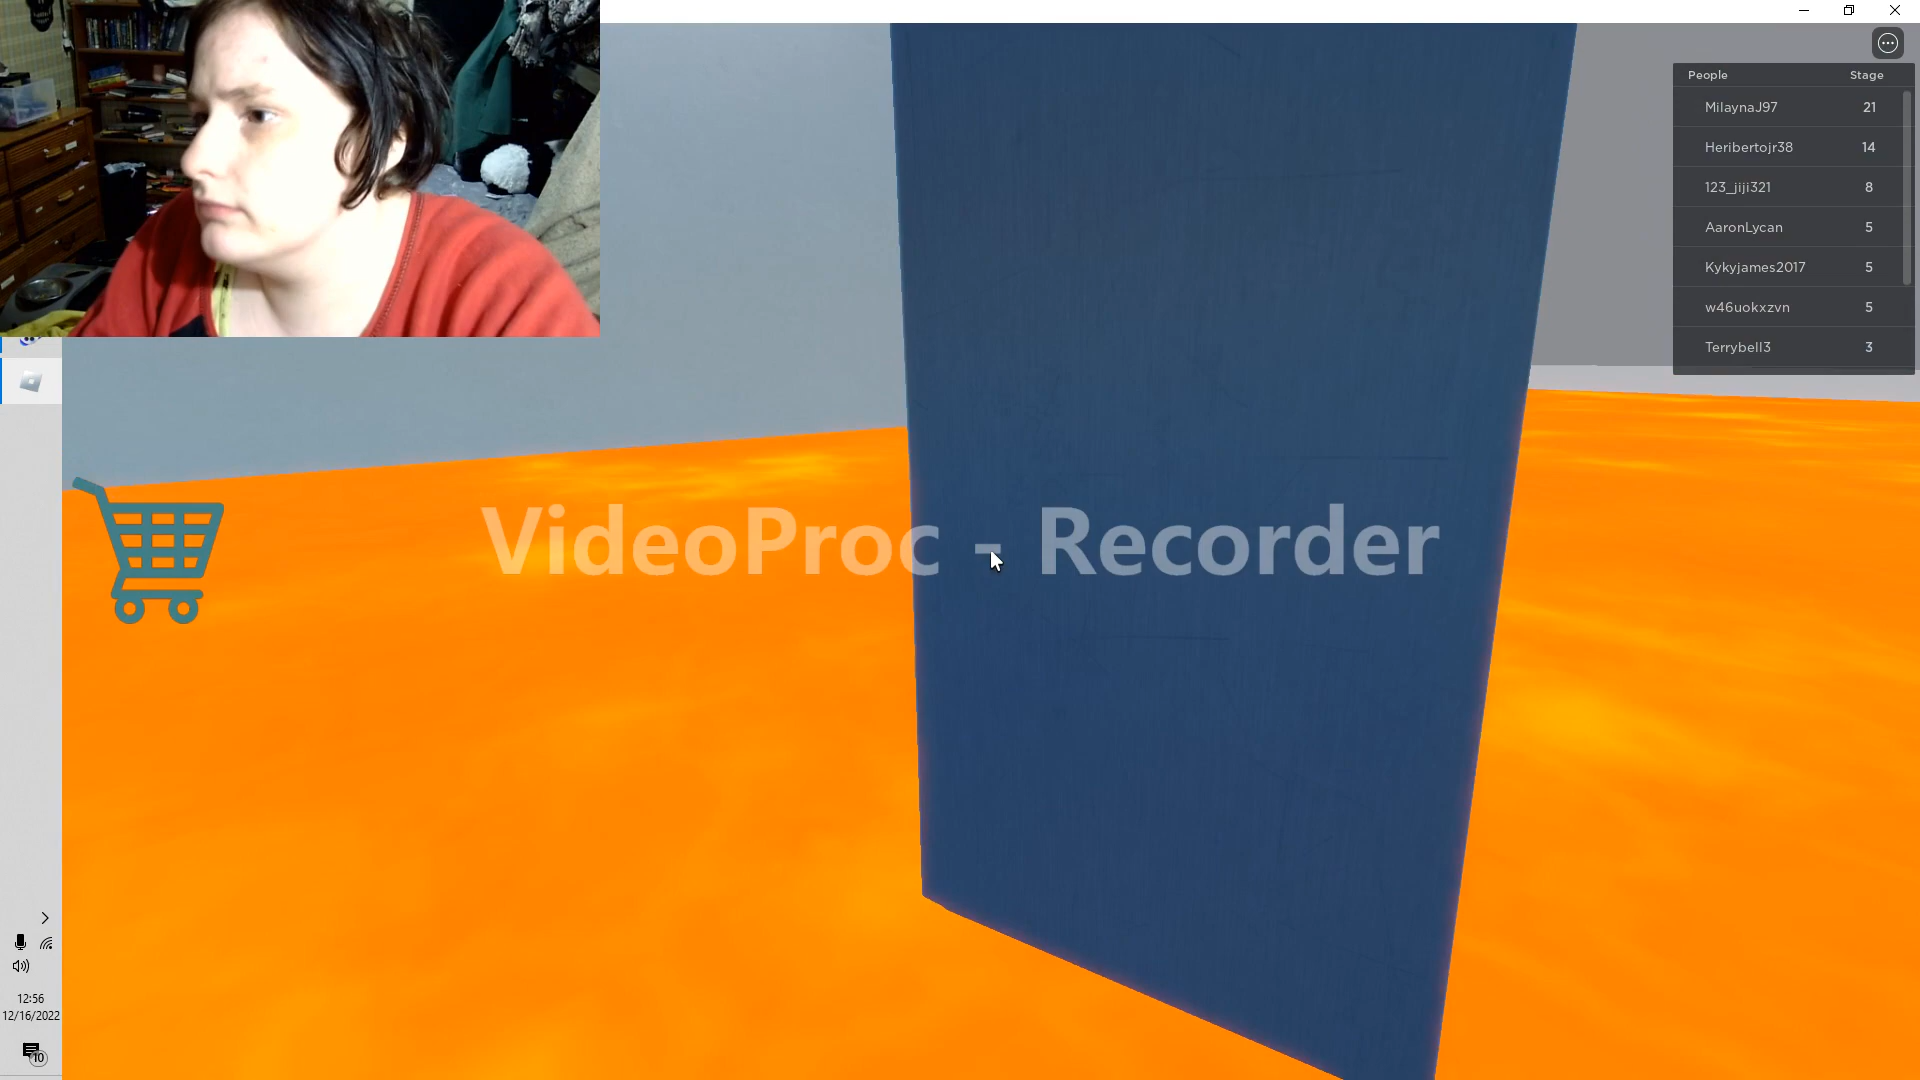 People Stage
MilaynaJ97 21
Heribertojr38 14
123_jiji321 8
AaronLycan 5
Kykyjames2017 5
w46uokxzvn 5
Terrybell3 3
VideoProc - Recorder
12:56
12/16/2022
10